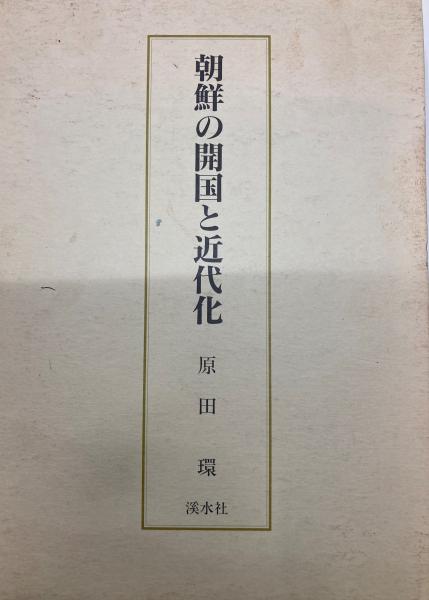 朝鮮の開国と近代化
原田 環
溪水社